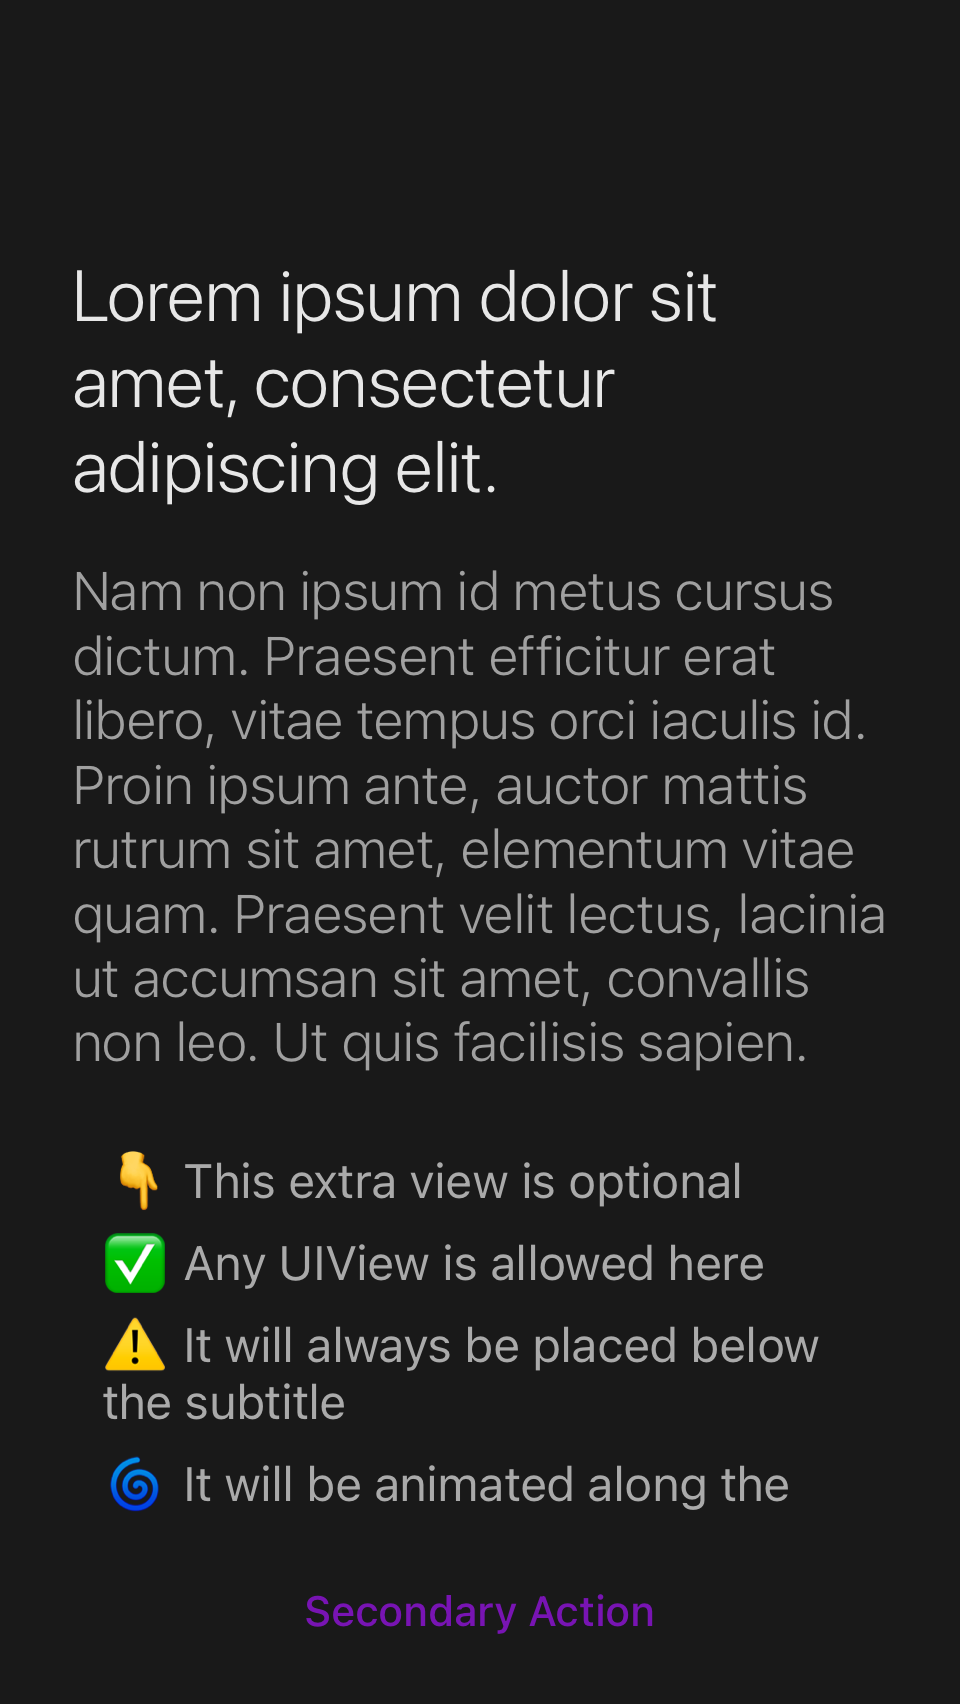 Lorem ipsum dolor sit
amet, consectetur
adipiscing elit.
Nam non ipsum id metus cursus
dictum. Praesent efficitur erat
libero, vitae tempus orci iaculis id.
Proin ipsum ante, auctor mattis
rutrum sit amet, elementum vitae
quam. Praesent velit lectus, lacinia
ut accumsan sit amet, convallis
non leo. Ut quis facilisis sapien.
👇 This extra view is optional
✅ Any UIView is allowed here
⚠️ It will always be placed below
the subtitle
🌀 It will be animated along the
Secondary Action